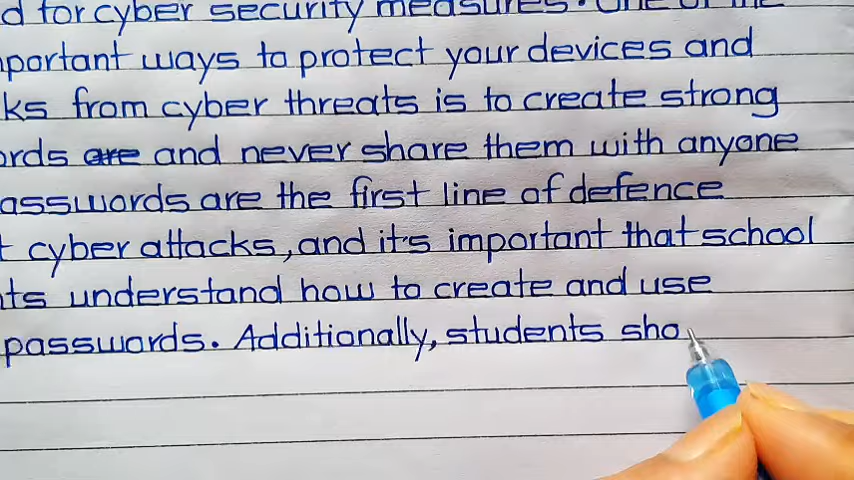 d for cyber security measures. One of the
portant ways to protect your devices and
ks from cyber threats is to create strong
ords are and never share them with anyone
asswords are the first line of defence
t cyber attacks, and it's important that school
ts understand how to create and use
passwords. Additionally, students sho